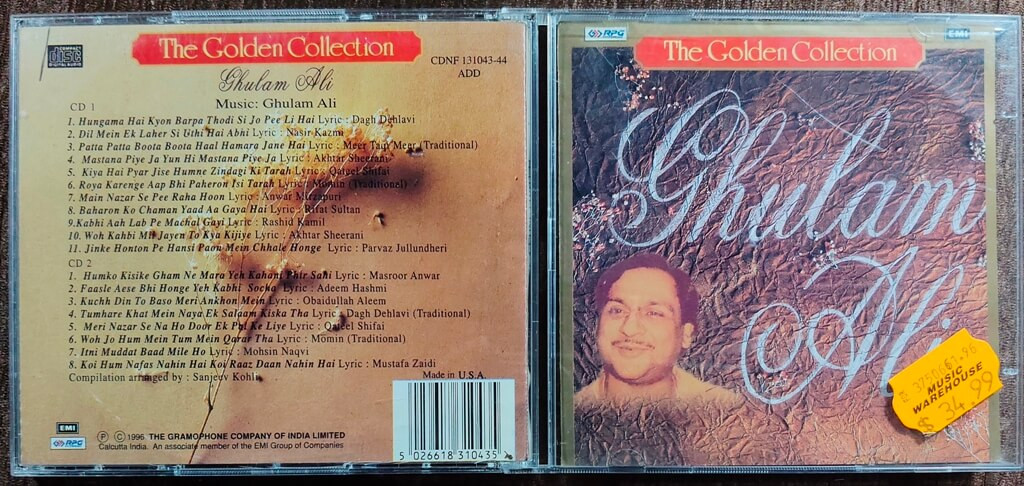 COMPACT
DISC
DIGITAL AUDIO
The Golden Collection
CDNF 131043-44
ADD
Ghulam Ali
Music: Ghulam Ali
CD 1
1. Hungama Hai Kyon Barpa Thodi Si Jo Pee Li Hai Lyric : Dagh Dehlavi
2. Dil Mein Ek Laher Si Uthi Hai Abhi Lyric : Nasir Kazmi
3. Patta Patta Boota Boota Haal Hamara Jane Hai Lyric : Meer Taqi Meer (Traditional)
4. Mastana Piye Ja Yun Hi Mastana Piye Ja Lyric : Akhtar Sheerani
5. Kiya Hai Pyar Jise Humne Zindagi Ki Tarah Lyric : Qateel Shifai
6. Roya Karenge Aap Bhi Paheron Isi Tarah Lyric : Momin (Traditional)
7. Main Nazar Se Pee Raha Hoon Lyric : Anwar Mirzapuri
8. Baharon Ko Chaman Yaad Aa Gaya Hai Lyric : Rifat Sultan
9.Kabhi Aah Lab Pe Machal Gayi Lyric : Rashid Kamil
10. Woh Kahbi Mil Jayen To Kya Kijiye Lyric : Akhtar Sheerani
11. Jinke Honton Pe Hansi Paon Mein Chhale Honge Lyric : Parvaz Jullundheri
CD 2
1. Humko Kisike Gham Ne Mara Yeh Kahani Phir Sahi Lyric : Masroor Anwar
2. Faasle Aese Bhi Honge Yeh Kabhi Socha Lyric : Adeem Hashmi
3. Kuchh Din To Baso Meri Ankhon Mein Lyric : Obaidullah Aleem
4. Tumhare Khat Mein Naya Ek Salaam Kiska Tha Lyric : Dagh Dehlavi (Traditional)
5. Meri Nazar Se Na Ho Door Ek Pal Ke Liye Lyric : Qateel Shifai
6. Woh Jo Hum Mein Tum Mein Qarar Tha Lyric : Momin (Traditional)
7. Itni Muddat Baad Mile Ho Lyric : Mohsin Naqvi
8. Koi Hum Nafas Nahin Hai Koi Raaz Daan Nahin Hai Lyric : Mustafa Zaidi
Compilation arranged by : Sanjeev Kohli
Made in U.S.A.
EMI
RPG
Ⓟ © 1996 THE GRAMOPHONE COMPANY OF INDIA LIMITED
Calcutta India. An associate member of the EMI Group of Companies
5 026618 310435
RPG
The Golden Collection
EMI
Ghulam
Ali
MUSIC
WAREHOUSE
$ 34.99